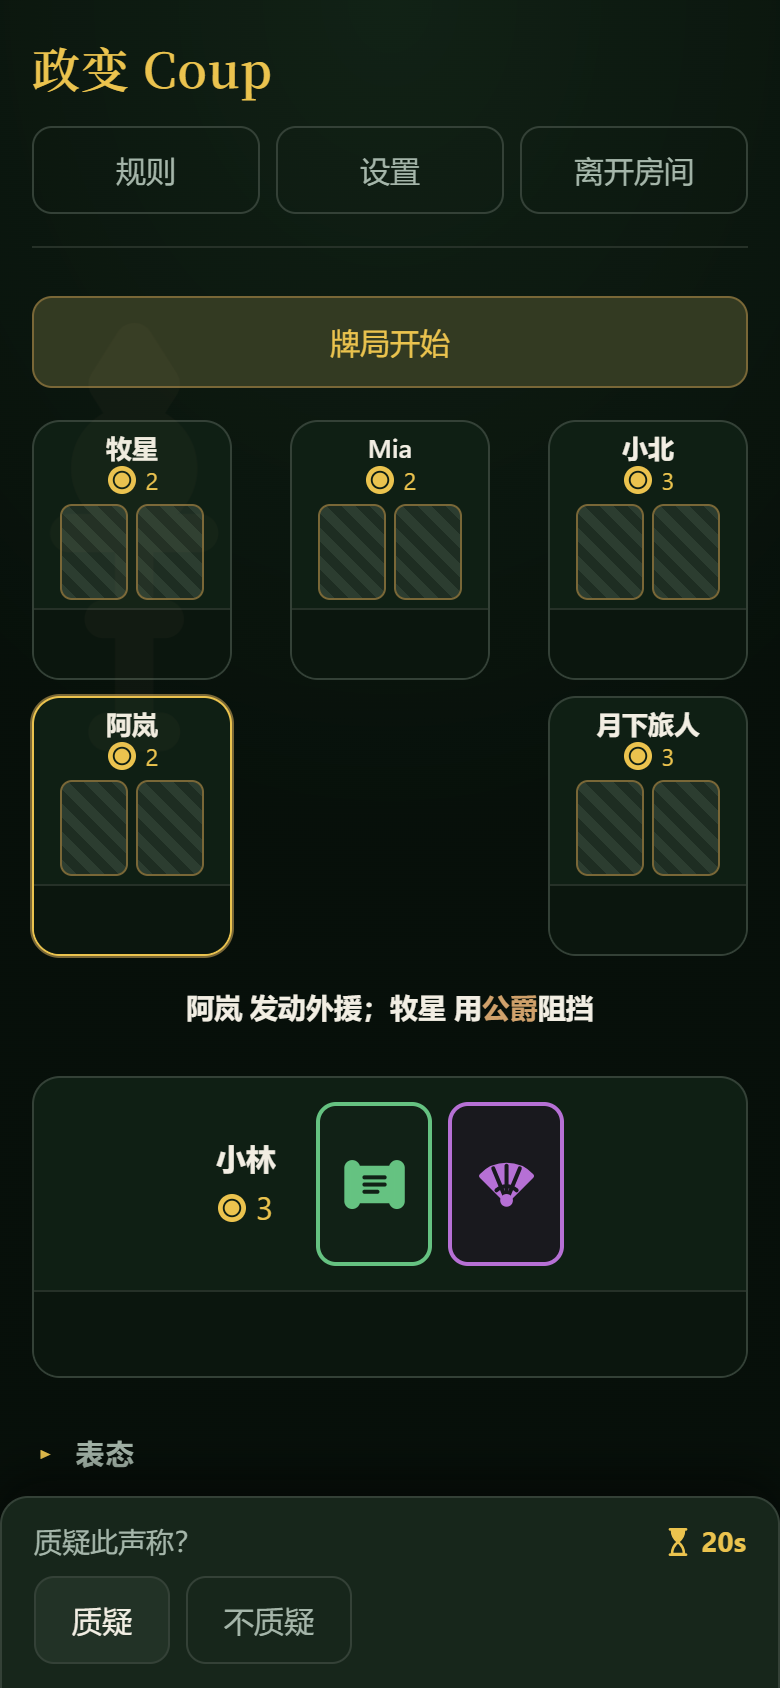 政变 Coup
规则 设置 离开房间
牌局开始
牧星 Mia 小北
2 2 3
阿岚 月下旅人
2 3
阿岚 发动外援；牧星 用公爵阻挡
小林
3
表态
质疑此声称？ 20s
质疑 不质疑